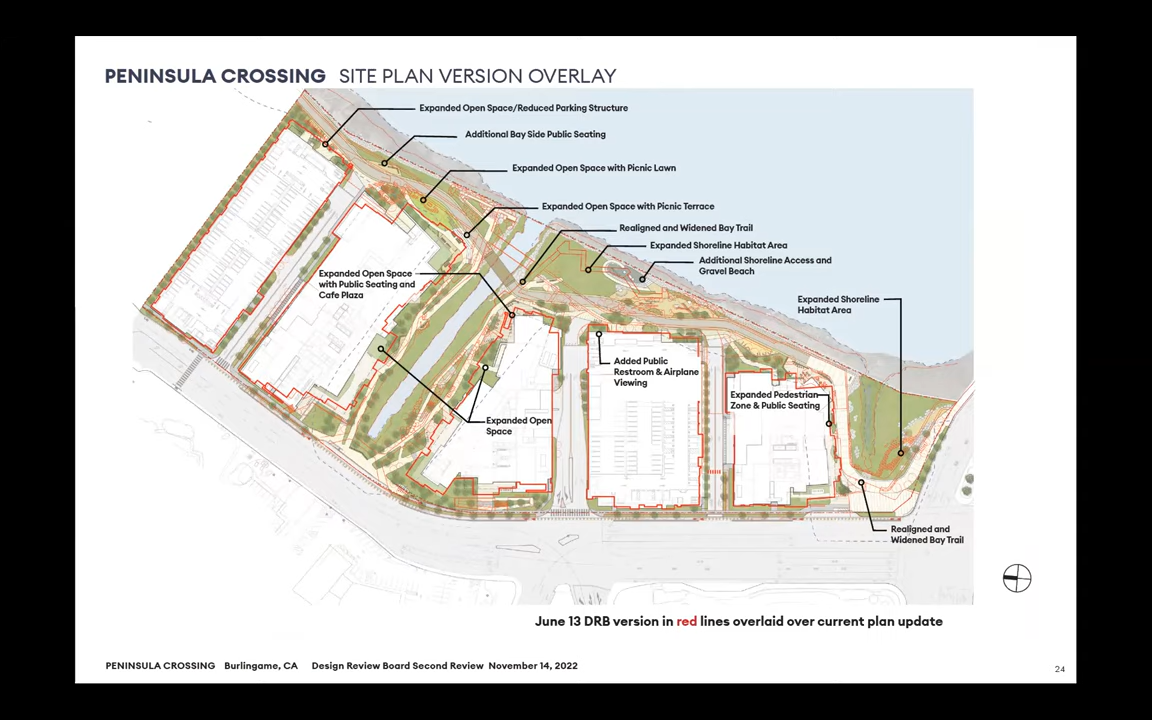 PENINSULA CROSSING SITE PLAN VERSION OVERLAY
Expanded Open Space/Reduced Parking Structure
Additional Bay Side Public Seating
Expanded Open Space with Picnic Lawn
Expanded Open Space with Picnic Terrace
Realigned and Widened Bay Trail
Expanded Shoreline Habitat Area
Additional Shoreline Access and
Gravel Beach
Expanded Open Space
with Public Seating and
Cafe Plaza
Expanded Shoreline
Habitat Area
Added Public
Restroom & Airplane
Viewing
Expanded Pedestrian
Zone & Public Seating
Expanded Open
Space
Realigned and
Widened Bay Trail
June 13 DRB version in red lines overlaid over current plan update
PENINSULA CROSSING Burlingame, CA Design Review Board Second Review November 14, 2022
24